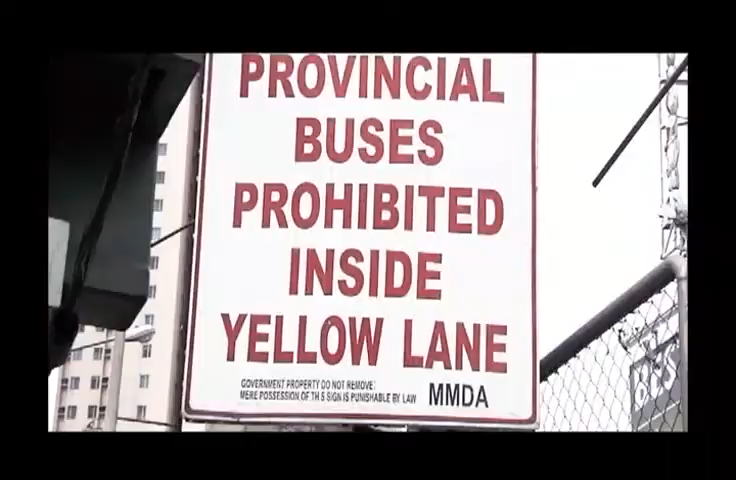 PROVINCIAL
BUSES
PROHIBITED
INSIDE
YELLOW LANE
GOVERNMENT PROPERTY DO NOT REMOVE
MERE POSSESSION OF TH S SIGN IS PUNISHABLE BY LAW MMDA